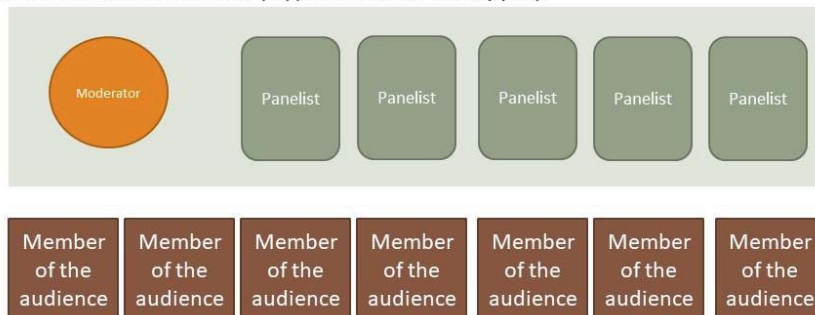 Moderator
Panelist
Panelist
Panelist
Panelist
Panelist
Member
of the
audience
Member
of the
audience
Member
of the
audience
Member
of the
audience
Member
of the
audience
Member
of the
audience
Member
of the
audience